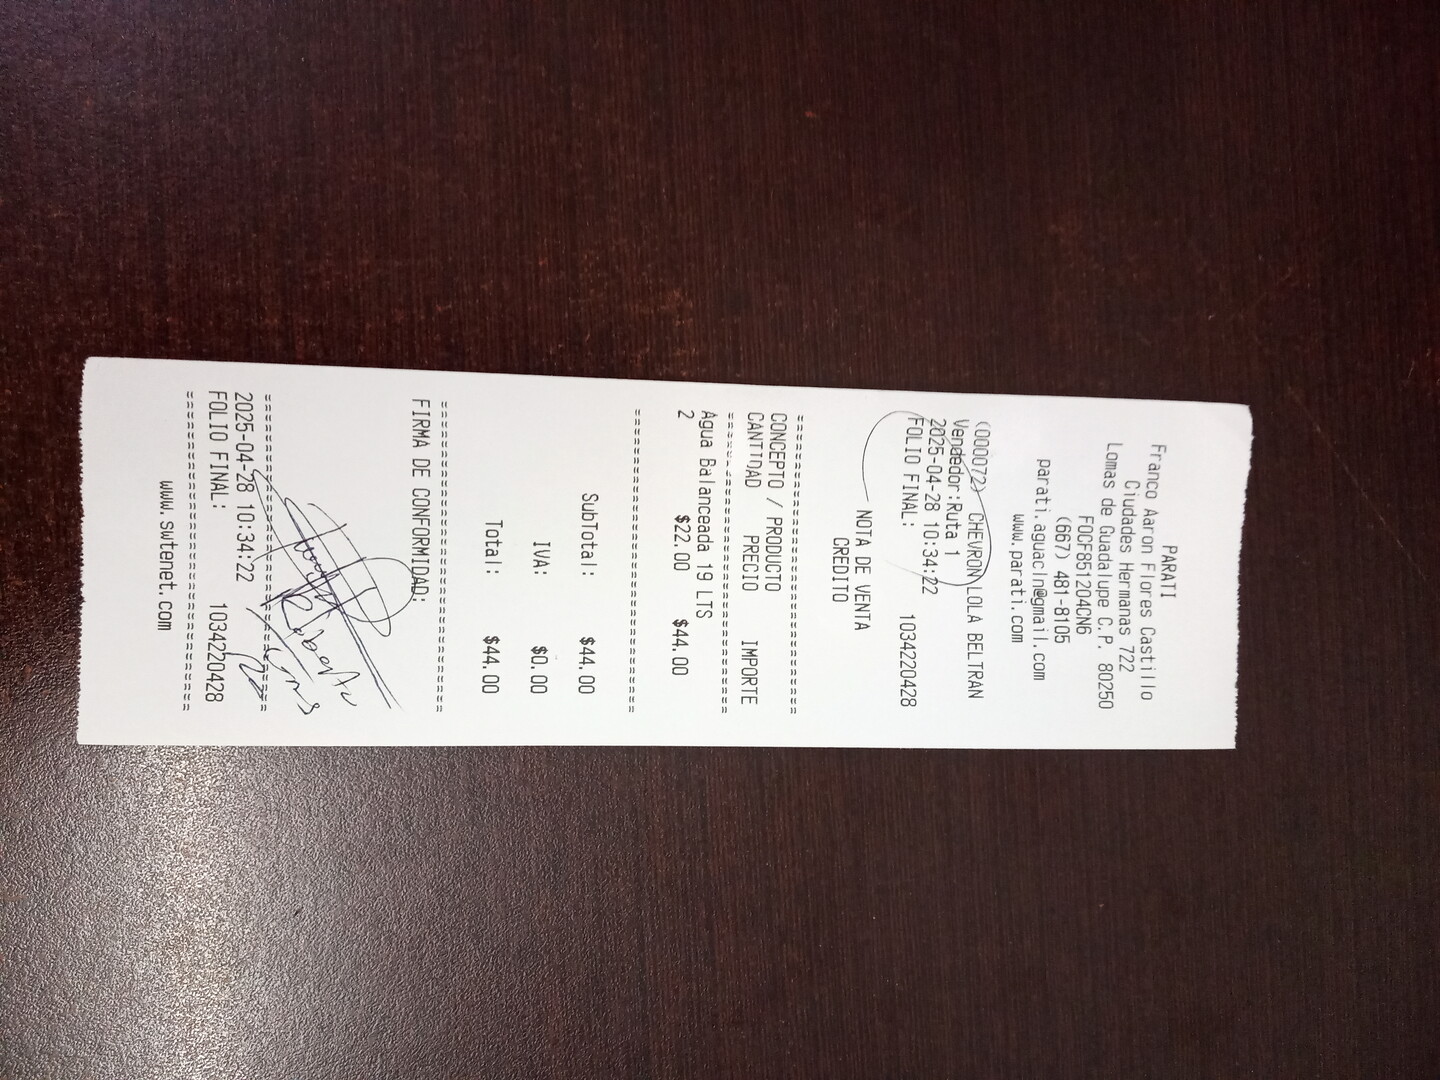 PARATI
Franco Aaron Flores Castillo
Ciudades Hermanas 722
Lomas de Guadalupe C.P. 80250
FOCF851204CN6
(667) 481-8105
parati.aguacln@gmail.com
www.parati.com
(000072) CHEVRON LOLA BELTRAN
Vendedor:Ruta 1
2025-04-28 10:34:22
FOLIO FINAL: 1034220428
NOTA DE VENTA
CREDITO
==============================
CONCEPTO / PRODUCTO
CANTIDAD PRECIO IMPORTE
==============================
Agua Balanceada 19 LTS
2 $22.00 $44.00
==============================
SubTotal: $44.00
IVA: $0.00
Total: $44.00
==============================
FIRMA DE CONFORMIDAD:
Roberto
==============================
2025-04-28 10:34:22
FOLIO FINAL: 1034220428
==============================
www.swtenet.com